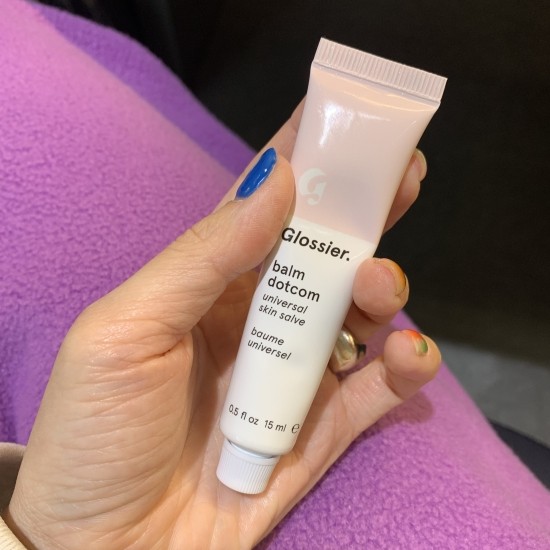 G
Glossier.
balm
dotcom
universal
skin salve
baume
universel
0,5 fl oz 15 ml ℮